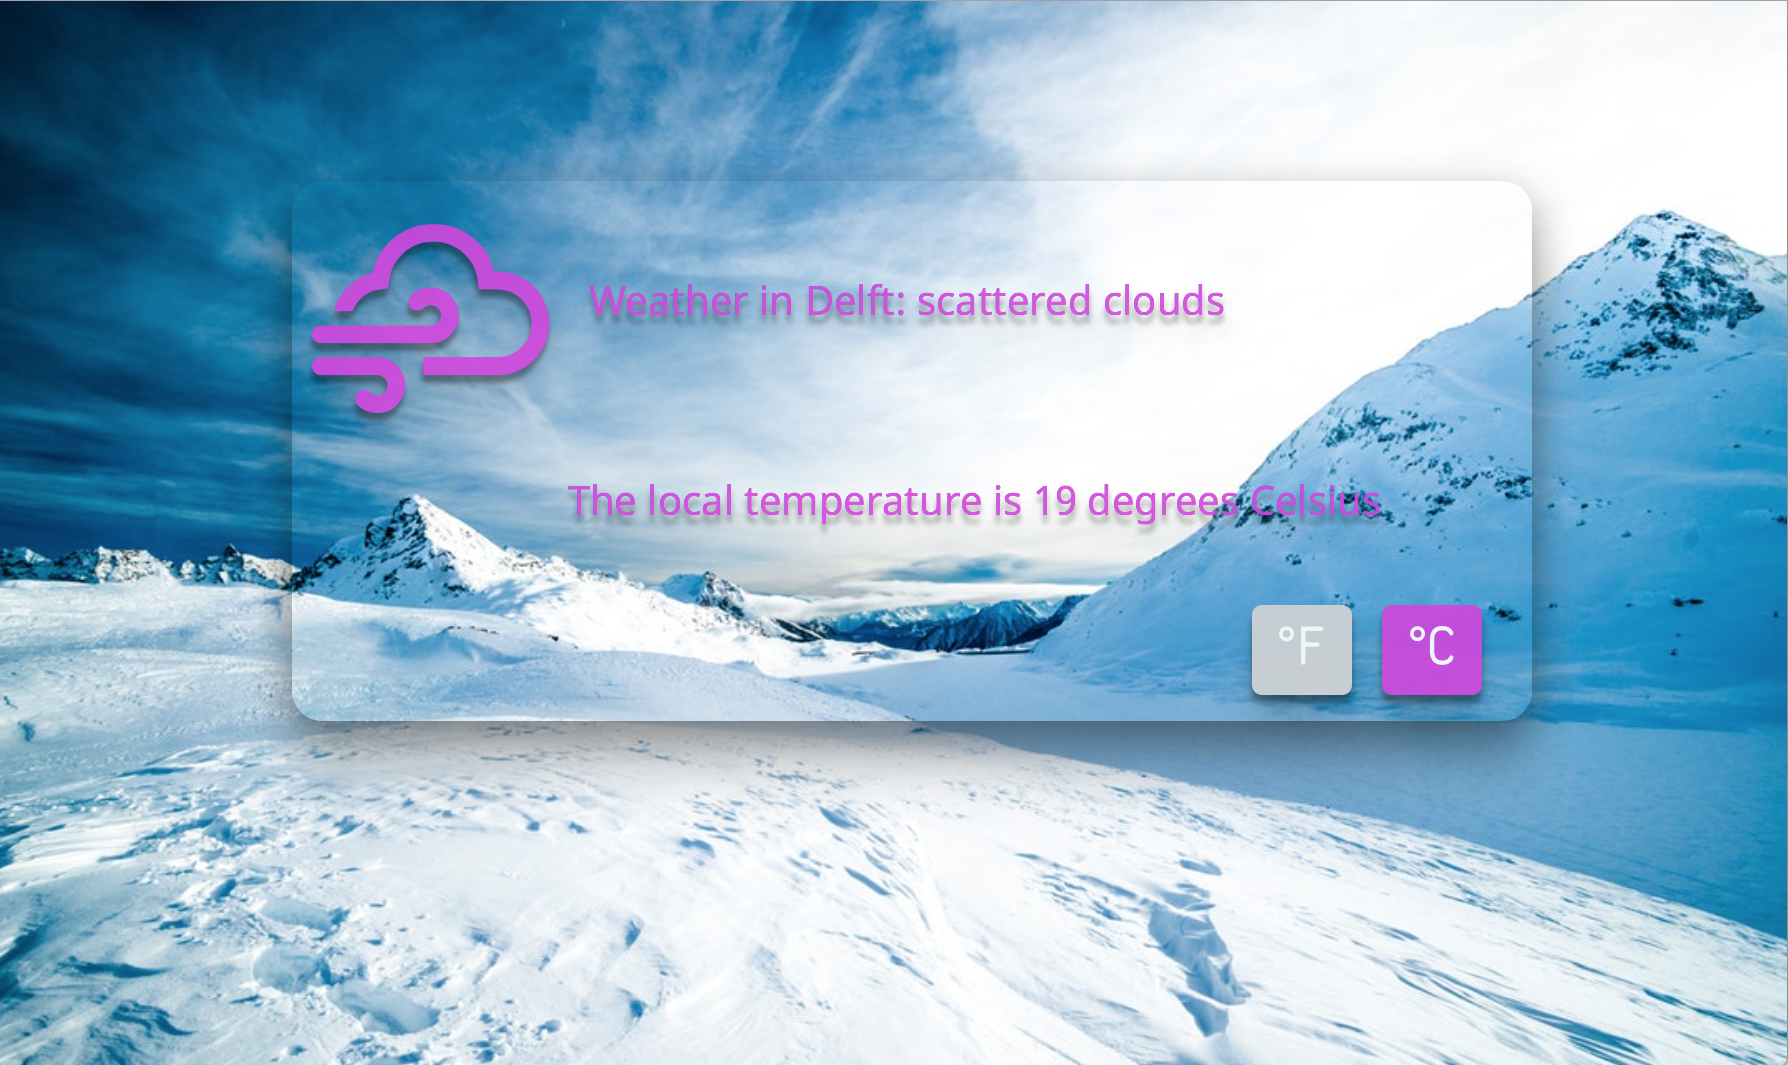 Weather in Delft: scattered clouds
The local temperature is 19 degrees Celsius
°F °C